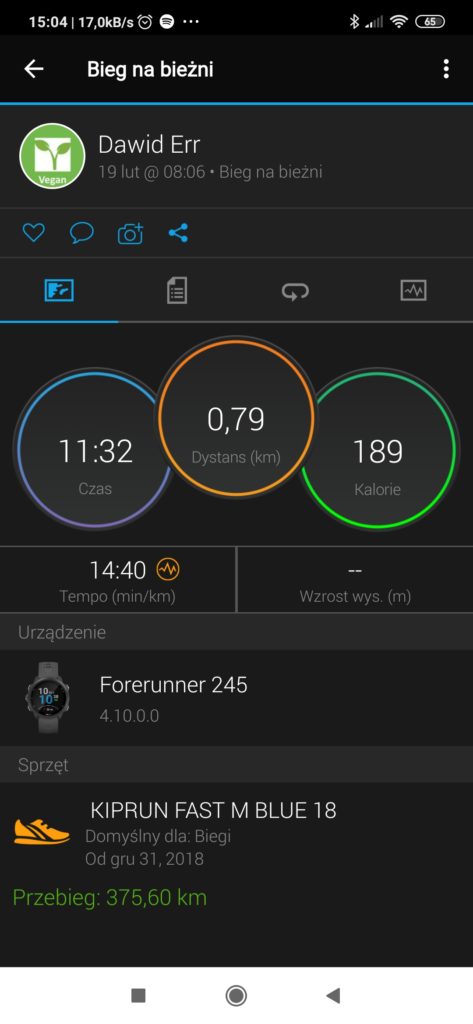 15:04 | 17,0kB/s ... 65
Bieg na bieżni
Vegan
Dawid Err
19 lut @ 08:06 • Bieg na bieżni
11:32
Czas
0,79
Dystans (km)
189
Kalorie
14:40
Tempo (min/km)
--
Wzrost wys. (m)
Urządzenie
Forerunner 245
4.10.0.0
Sprzęt
KIPRUN FAST M BLUE 18
Domyślny dla: Biegi
Od gru 31, 2018
Przebieg: 375,60 km